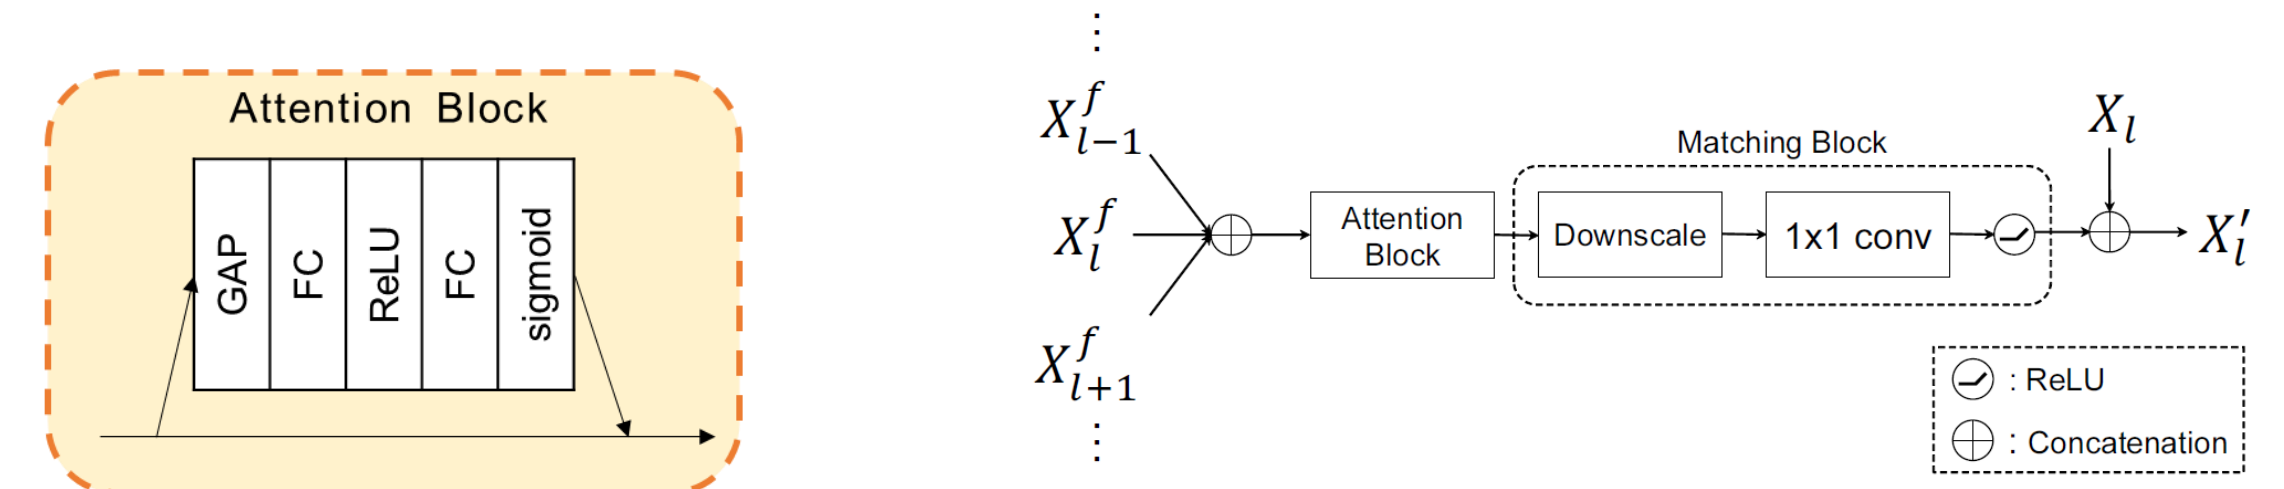 Attention Block
GAP
FC
ReLU
FC
sigmoid
⋮
X_{l-1}^f
X_l^f
X_{l+1}^f
⋮
Attention
Block
Matching Block
Downscale
1x1 conv
X_l
X'_l
: ReLU
: Concatenation